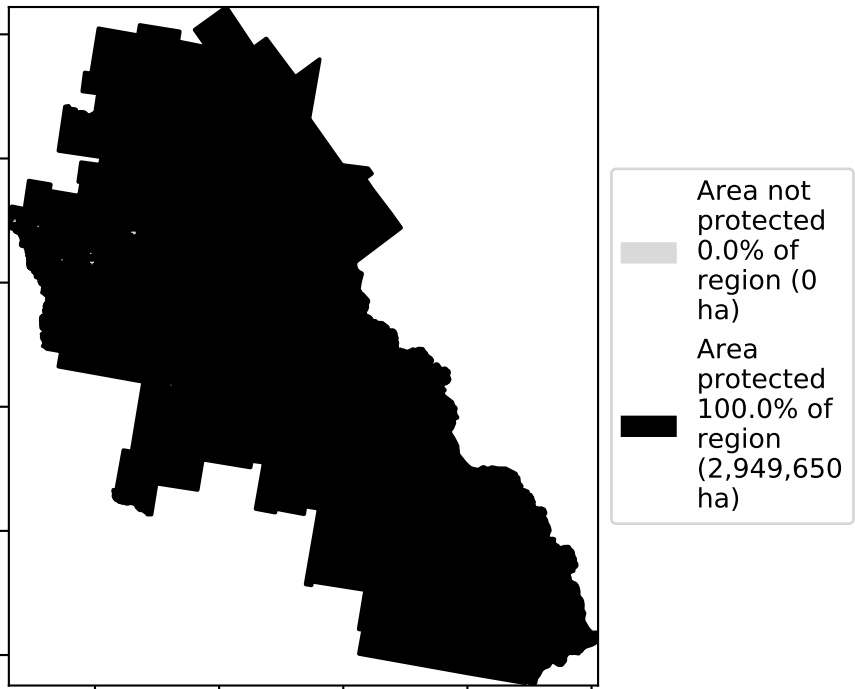 Area not
protected
0.0% of
region (0
ha)
Area
protected
100.0% of
region
(2,949,650
ha)